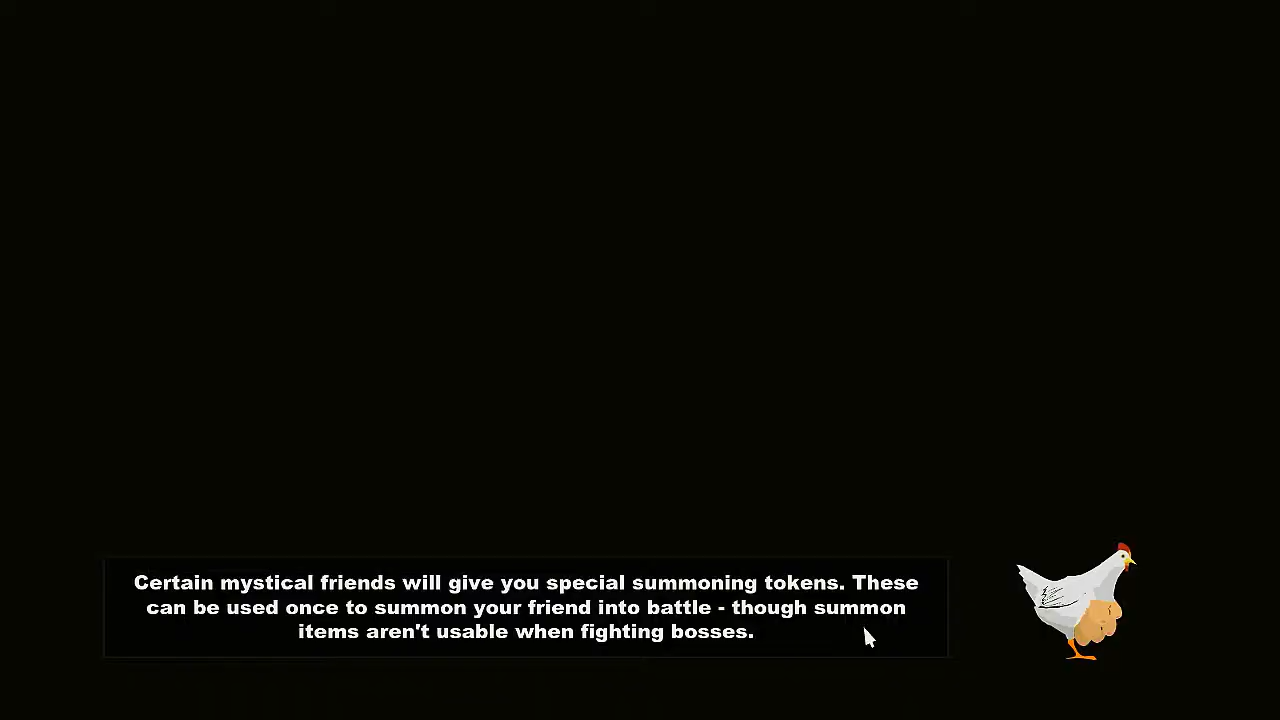 Certain mystical friends will give you special summoning tokens. These
can be used once to summon your friend into battle - though summon
items aren't usable when fighting bosses.